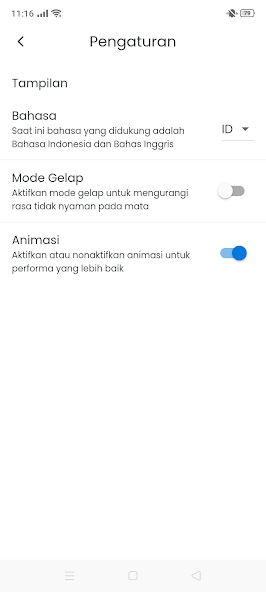 11:16
79
Pengaturan
Tampilan
Bahasa
Saat ini bahasa yang didukung adalah
Bahasa Indonesia dan Bahas Inggris
ID
Mode Gelap
Aktifkan mode gelap untuk mengurangi
rasa tidak nyaman pada mata
Animasi
Aktifkan atau nonaktifkan animasi untuk
performa yang lebih baik